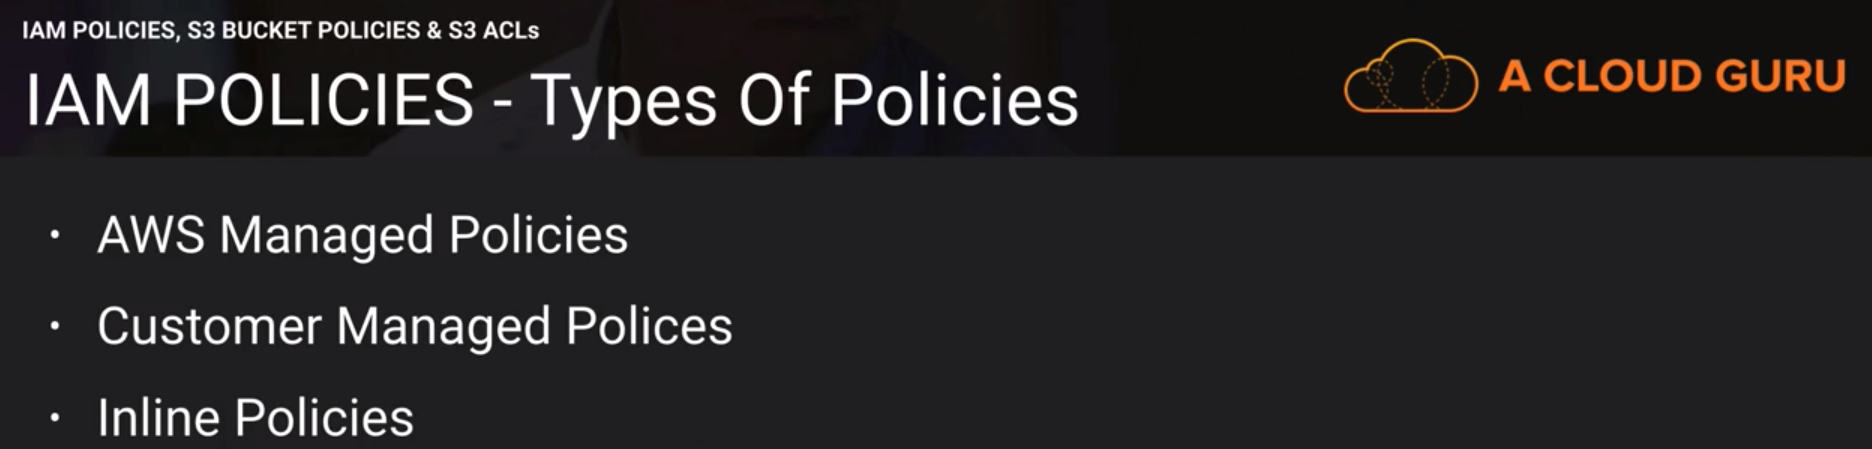 IAM POLICIES, S3 BUCKET POLICIES & S3 ACLs
IAM POLICIES - Types Of Policies
A CLOUD GURU
• AWS Managed Policies
• Customer Managed Polices
• Inline Policies